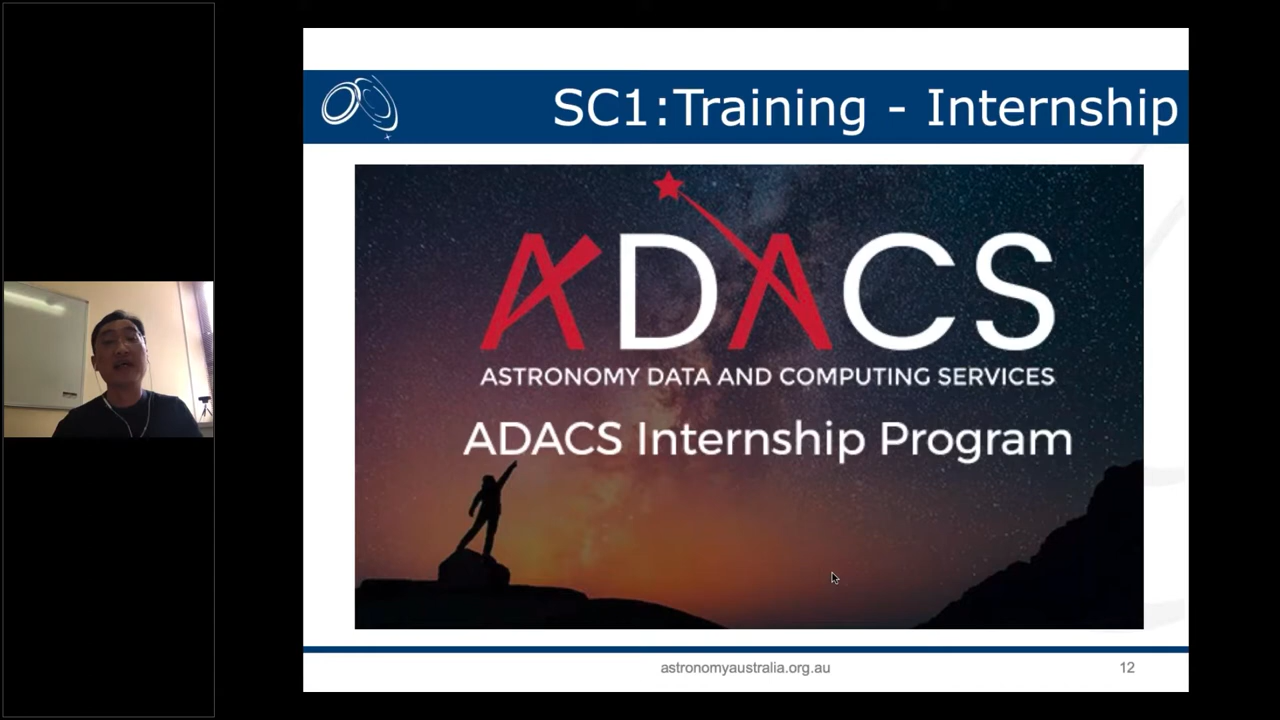 SC1:Training - Internship
ADACS
ASTRONOMY DATA AND COMPUTING SERVICES
ADACS Internship Program
astronomyaustralia.org.au
12